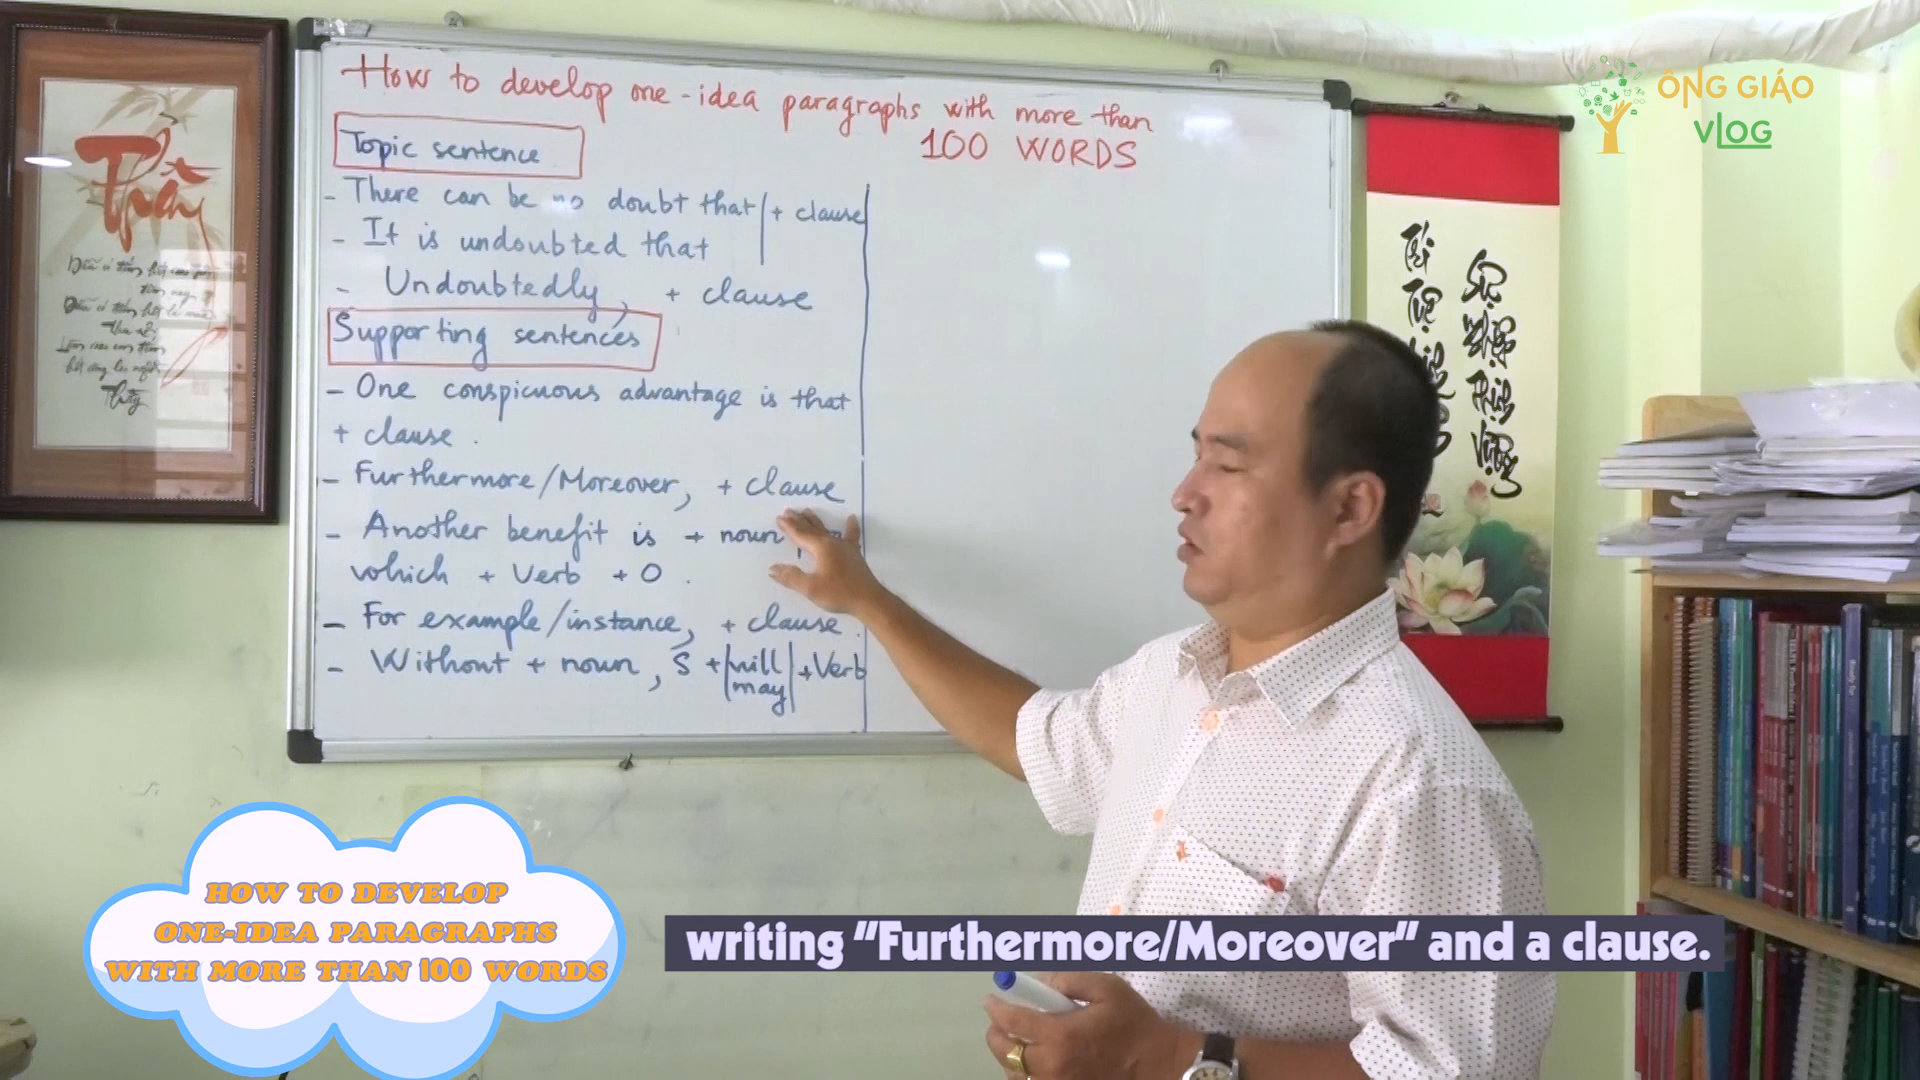 How to develop one-idea paragraphs with more than
100 WORDS
Topic sentence
- There can be no doubt that + clause
- It is undoubted that
- Undoubtedly, + clause
Supporting sentences
- One conspicuous advantage is that
+ clause.
- Furthermore/Moreover, + clause
- Another benefit is + noun
which + Verb + O.
- For example/instance, + clause.
- Without + noun, S + will + Verb
may
ÔNG GIÁO
VLOG
Thầy
Thầy
HOW TO DEVELOP
ONE-IDEA PARAGRAPHS
WITH MORE THAN 100 WORDS
writing "Furthermore/Moreover" and a clause.